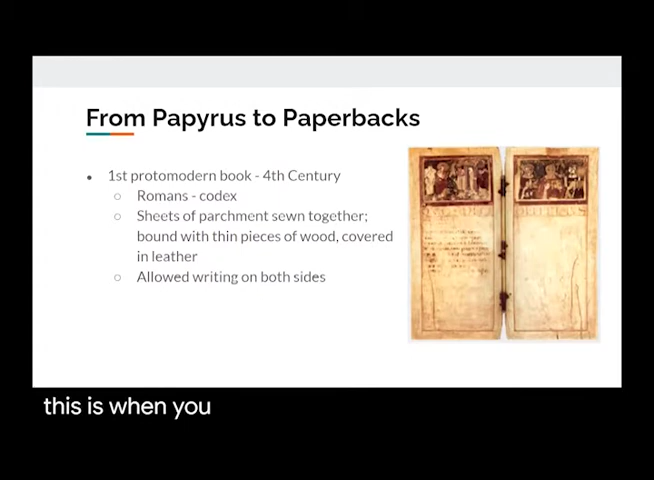 From Papyrus to Paperbacks
● 1st protomodern book - 4th Century
○ Romans - codex
○ Sheets of parchment sewn together;
bound with thin pieces of wood, covered
in leather
○ Allowed writing on both sides
this is when you